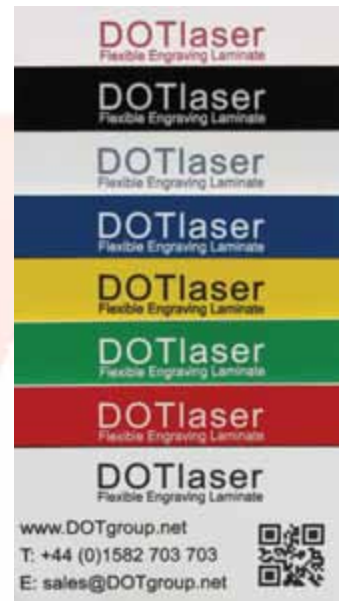 DOTlaser
Flexible Engraving Laminate
DOTlaser
Flexible Engraving Laminate
DOTlaser
Flexible Engraving Laminate
DOTlaser
Flexible Engraving Laminate
DOTlaser
Flexible Engraving Laminate
DOTlaser
Flexible Engraving Laminate
DOTlaser
Flexible Engraving Laminate
DOTlaser
Flexible Engraving Laminate
www.DOTgroup.net
T: +44 (0)1582 703 703
E: sales@DOTgroup.net